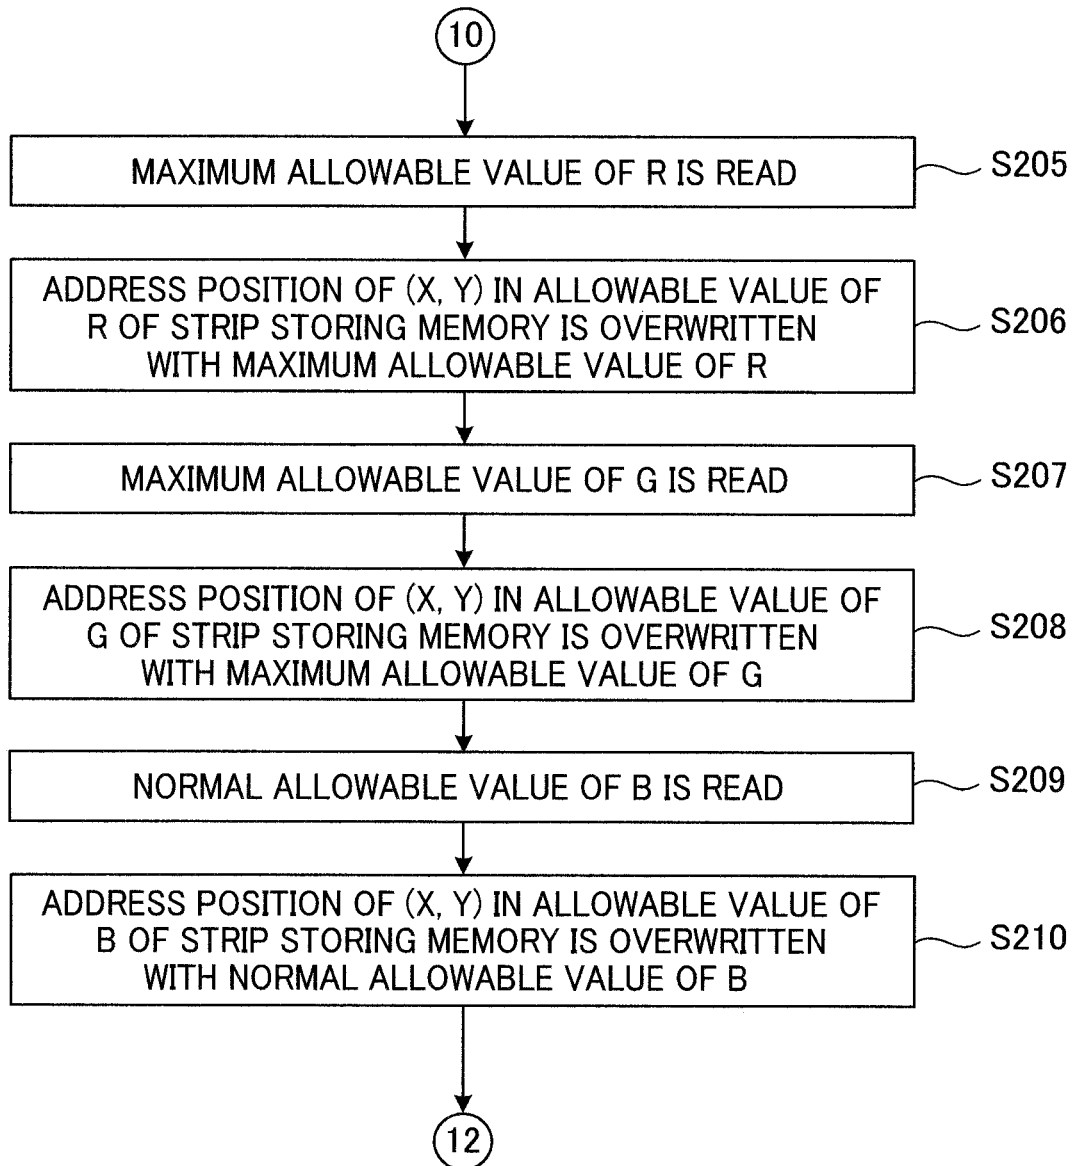 10
MAXIMUM ALLOWABLE VALUE OF R IS READ
S205
ADDRESS POSITION OF (X, Y) IN ALLOWABLE VALUE OF
R OF STRIP STORING MEMORY IS OVERWRITTEN
WITH MAXIMUM ALLOWABLE VALUE OF R
S206
MAXIMUM ALLOWABLE VALUE OF G IS READ
S207
ADDRESS POSITION OF (X, Y) IN ALLOWABLE VALUE OF
G OF STRIP STORING MEMORY IS OVERWRITTEN
WITH MAXIMUM ALLOWABLE VALUE OF G
S208
NORMAL ALLOWABLE VALUE OF B IS READ
S209
ADDRESS POSITION OF (X, Y) IN ALLOWABLE VALUE OF
B OF STRIP STORING MEMORY IS OVERWRITTEN
WITH NORMAL ALLOWABLE VALUE OF B
S210
12